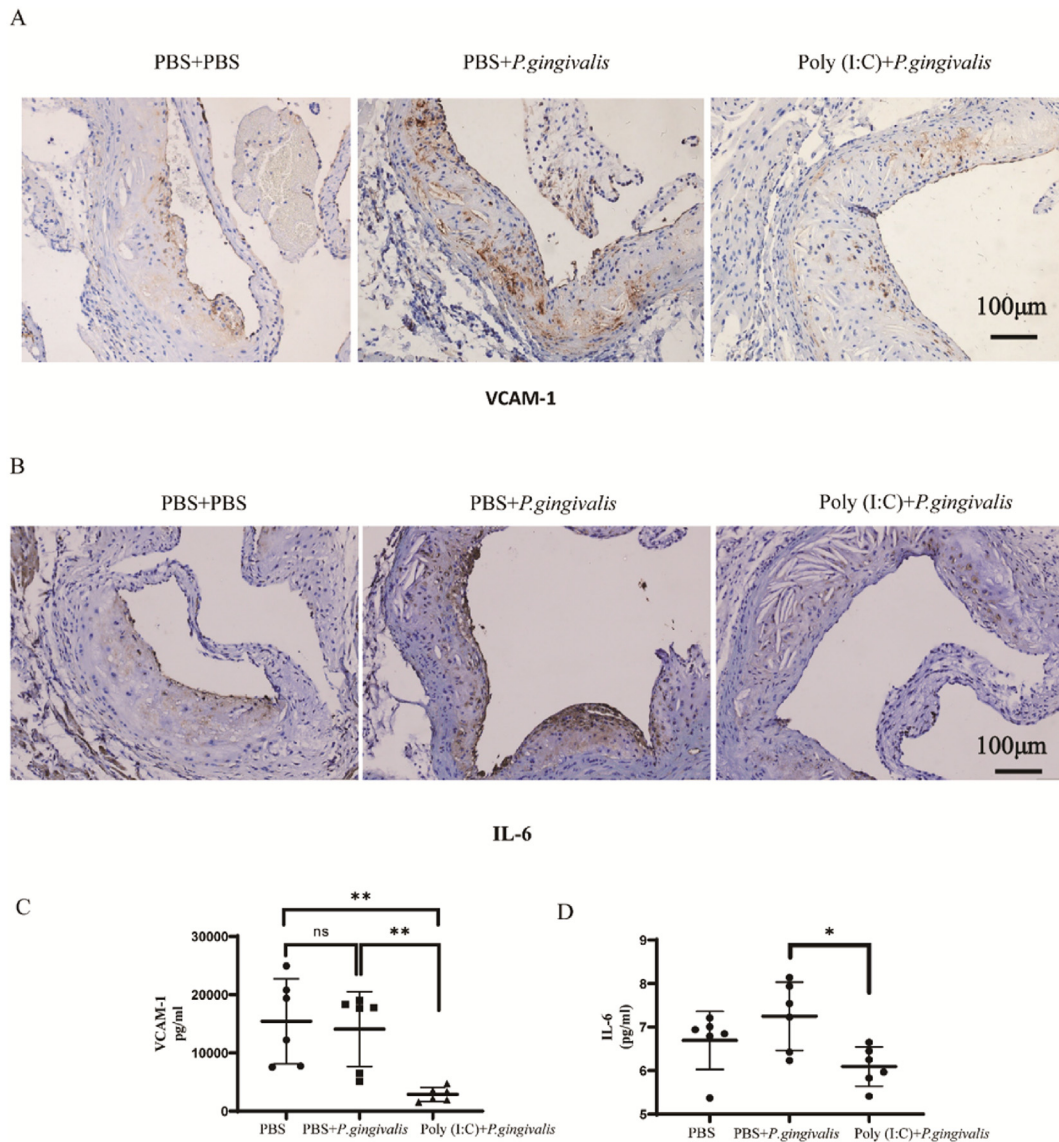 A
PBS+PBS
PBS+P.gingivalis
Poly (I:C)+P.gingivalis
100μm
VCAM-1
B
PBS+PBS
PBS+P.gingivalis
Poly (I:C)+P.gingivalis
100μm
IL-6
C
**
ns
**
30000
20000
10000
0
VCAM-1
pg/ml
PBS
PBS+P.gingivalis
Poly (I:C)+P.gingivalis
D
*
9
8
7
6
5
IL-6
(pg/ml)
PBS
PBS+P.gingivalis
Poly (I:C)+P.gingivalis